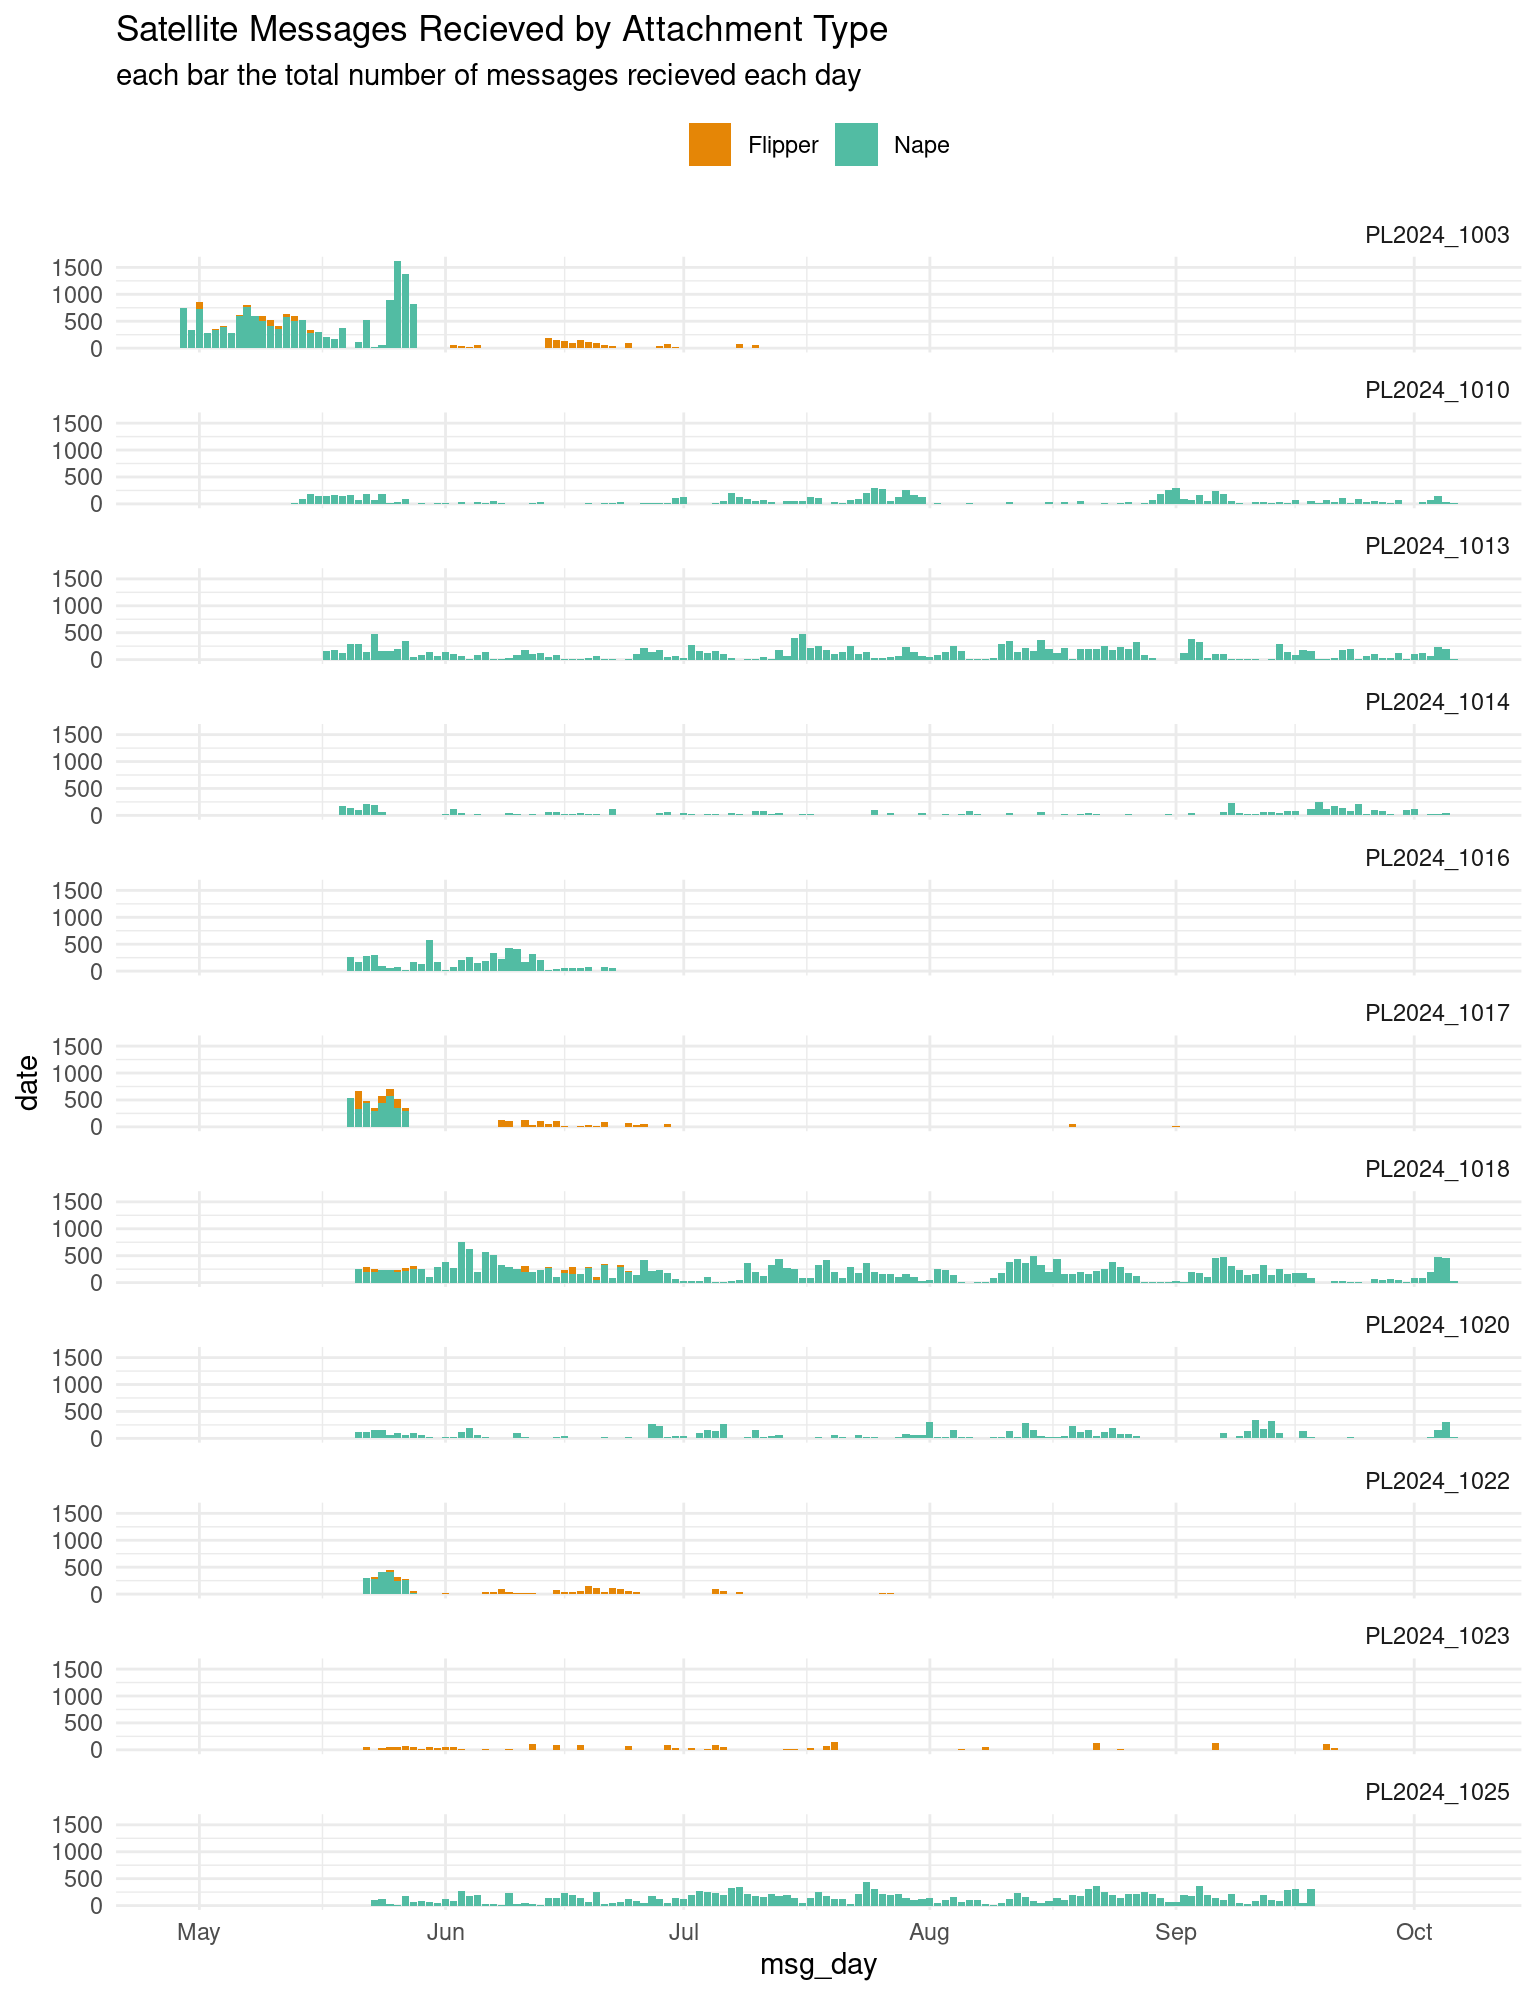 Satellite Messages Recieved by Attachment Type
each bar the total number of messages recieved each day
Flipper Nape
PL2024_1003
1500
1000
500
0
PL2024_1010
1500
1000
500
0
PL2024_1013
1500
1000
500
0
PL2024_1014
1500
1000
500
0
PL2024_1016
1500
1000
500
0
PL2024_1017
1500
1000
500
0
date
PL2024_1018
1500
1000
500
0
PL2024_1020
1500
1000
500
0
PL2024_1022
1500
1000
500
0
PL2024_1023
1500
1000
500
0
PL2024_1025
1500
1000
500
0
May Jun Jul Aug Sep Oct
msg_day